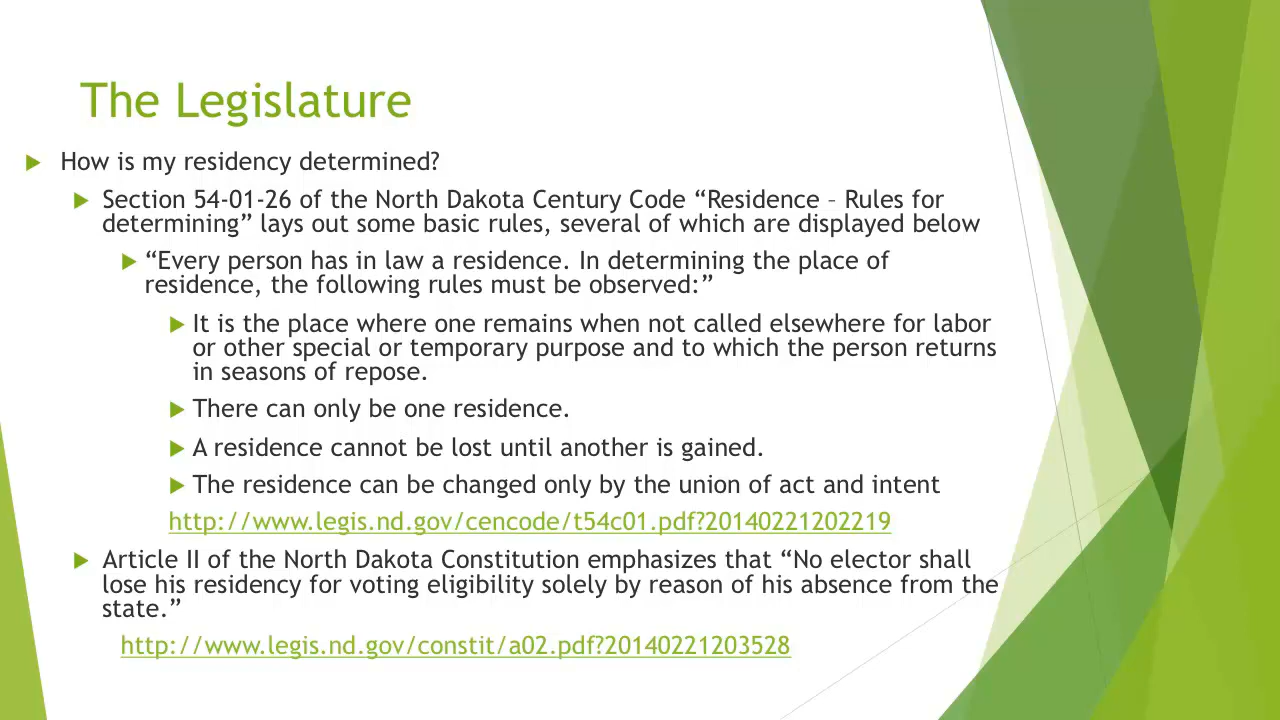 The Legislature
How is my residency determined?
Section 54-01-26 of the North Dakota Century Code “Residence – Rules for
determining” lays out some basic rules, several of which are displayed below
“Every person has in law a residence. In determining the place of
residence, the following rules must be observed:”
It is the place where one remains when not called elsewhere for labor
or other special or temporary purpose and to which the person returns
in seasons of repose.
There can only be one residence.
A residence cannot be lost until another is gained.
The residence can be changed only by the union of act and intent
http://www.legis.nd.gov/cencode/t54c01.pdf?20140221202219
Article II of the North Dakota Constitution emphasizes that “No elector shall
lose his residency for voting eligibility solely by reason of his absence from the
state.”
http://www.legis.nd.gov/constit/a02.pdf?20140221203528